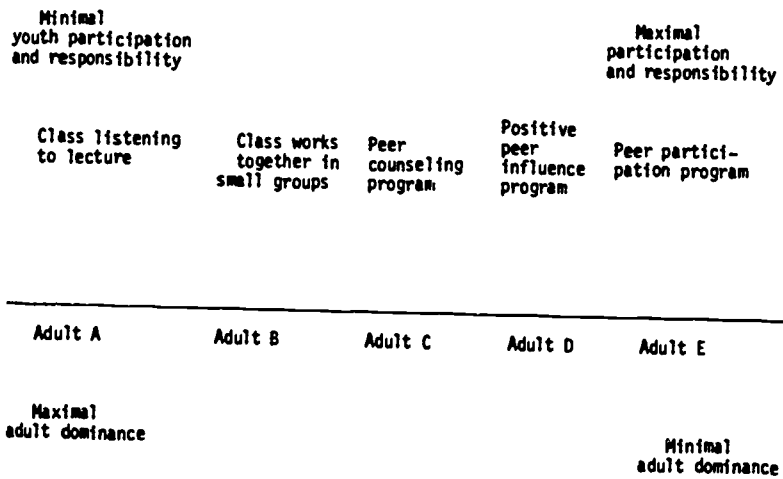 Minimal
youth participation
and responsibility
Maximal
participation
and responsibility
Class listening
to lecture
Class works
together in
small groups
Peer
counseling
program
Positive
peer
influence
program
Peer partici-
pation program
Adult A
Adult B
Adult C
Adult D
Adult E
Maximal
adult dominance
Minimal
adult dominance